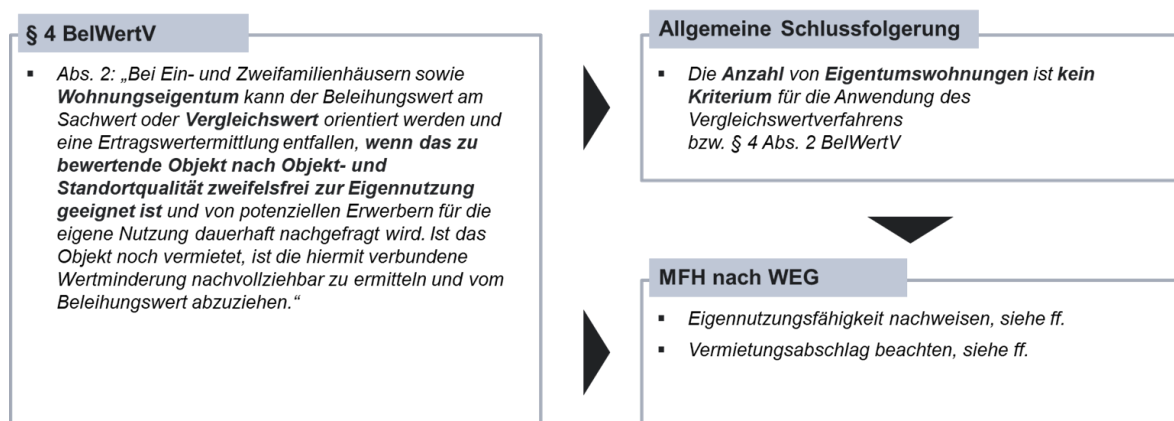 § 4 BelWertV
▪ Abs. 2: „Bei Ein- und Zweifamilienhäusern sowie
Wohnungseigentum kann der Beleihungswert am
Sachwert oder Vergleichswert orientiert werden und
eine Ertragswertermittlung entfallen, wenn das zu
bewertende Objekt nach Objekt- und
Standortqualität zweifelsfrei zur Eigennutzung
geeignet ist und von potenziellen Erwerbern für die
eigene Nutzung dauerhaft nachgefragt wird. Ist das
Objekt noch vermietet, ist die hiermit verbundene
Wertminderung nachvollziehbar zu ermitteln und vom
Beleihungswert abzuziehen.“
Allgemeine Schlussfolgerung
▪ Die Anzahl von Eigentumswohnungen ist kein
Kriterium für die Anwendung des
Vergleichswertverfahrens
bzw. § 4 Abs. 2 BelWertV
MFH nach WEG
▪ Eigennutzungsfähigkeit nachweisen, siehe ff.
▪ Vermietungsabschlag beachten, siehe ff.